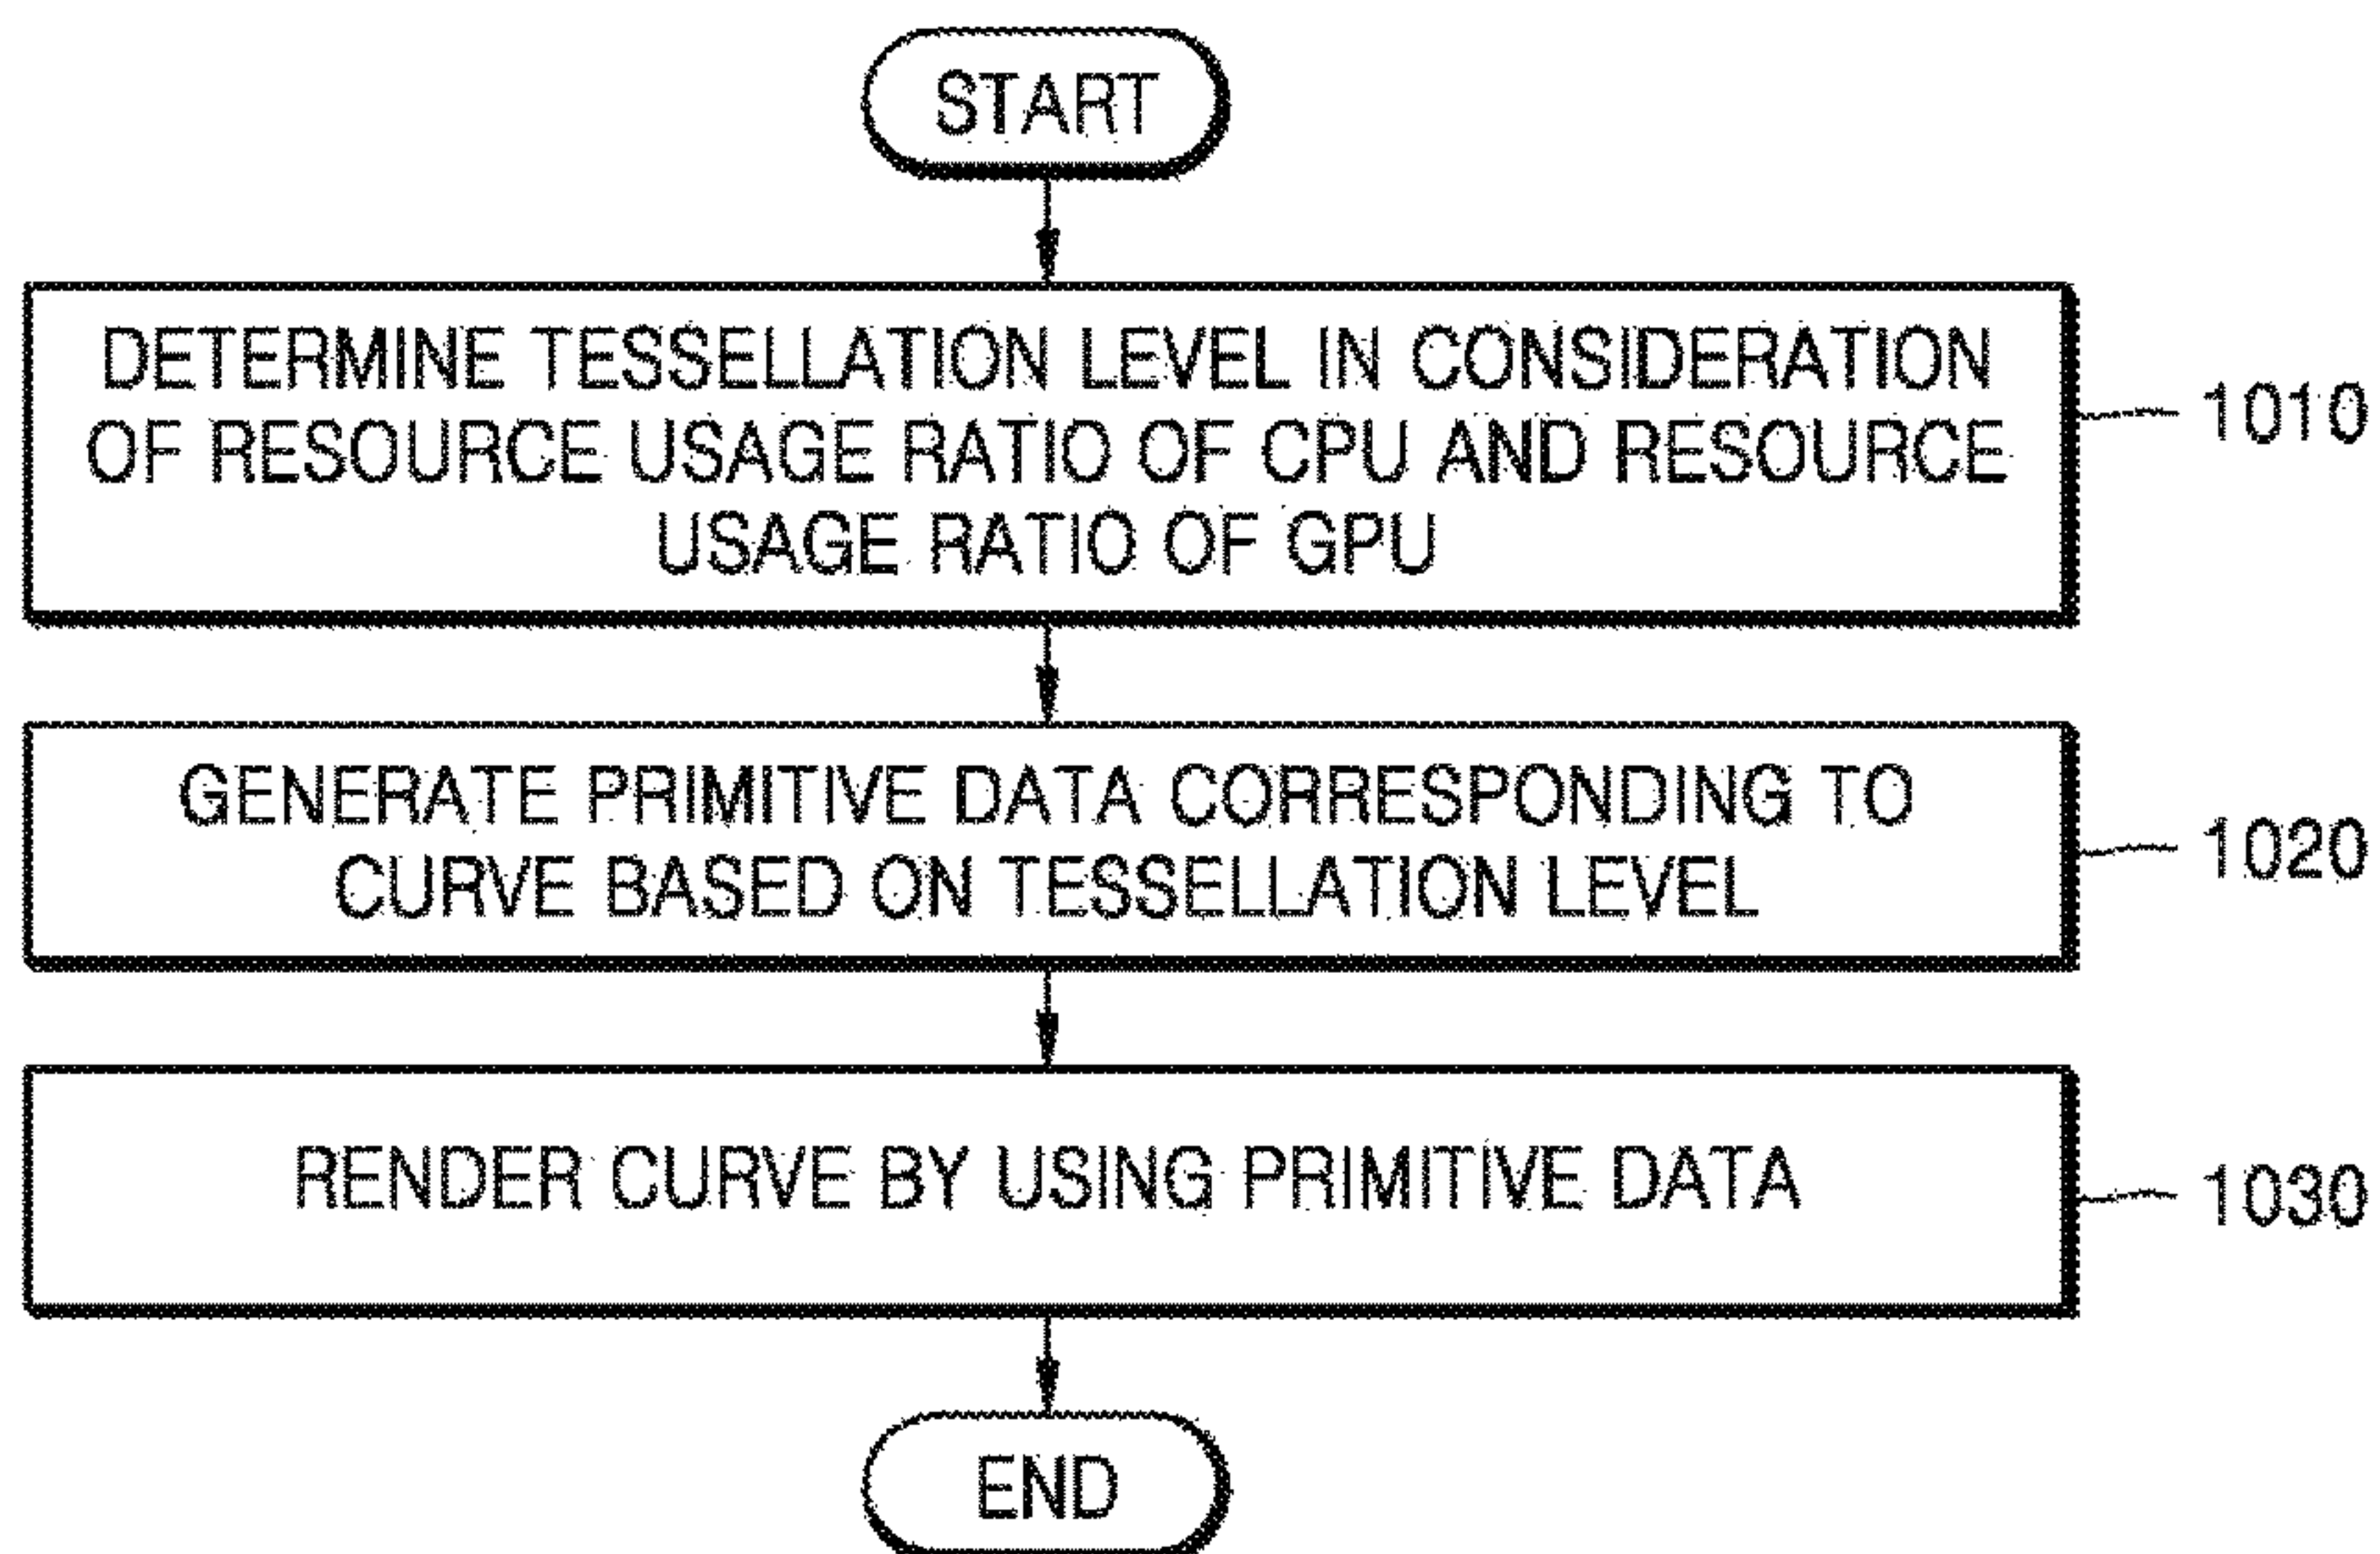 START
DETERMINE TESSELLATION LEVEL IN CONSIDERATION
OF RESOURCE USAGE RATIO OF CPU AND RESOURCE
USAGE RATIO OF GPU
1010
GENERATE PRIMITIVE DATA CORRESPONDING TO
CURVE BASED ON TESSELLATION LEVEL
1020
RENDER CURVE BY USING PRIMITIVE DATA
1030
END